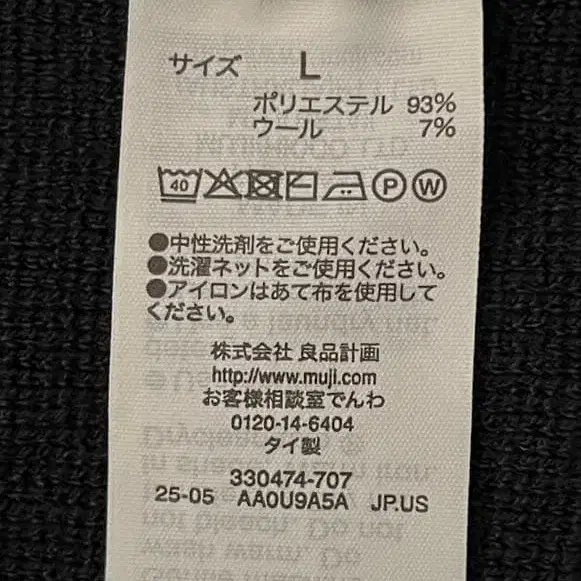 サイズ L
ポリエステル 93%
ウール 7%
40 P W
●中性洗剤をご使用ください。
●洗濯ネットをご使用ください。
●アイロンはあて布を使用して
ください。
株式会社 良品計画
http://www.muji.com
お客様相談室でんわ
0120-14-6404
タイ製
330474-707
25-05 AA0U9A5A JP.US